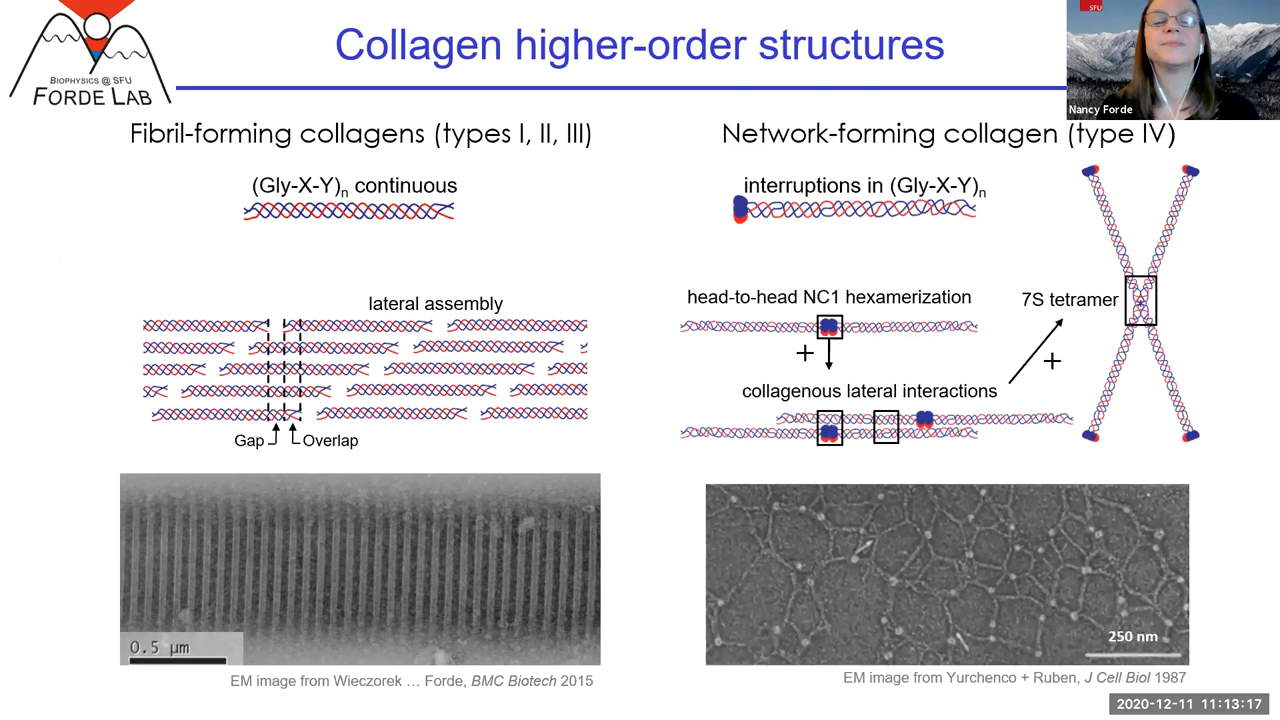 BIOPHYSICS @ SFU
FORDE LAB
Collagen higher-order structures
SFU
Nancy Forde
Fibril-forming collagens (types I, II, III)
(Gly-X-Y)n continuous
lateral assembly
Gap
Overlap
0.5 µm
EM image from Wieczorek … Forde, BMC Biotech 2015
Network-forming collagen (type IV)
interruptions in (Gly-X-Y)n
head-to-head NC1 hexamerization
7S tetramer
+
+
collagenous lateral interactions
250 nm
EM image from Yurchenco + Ruben, J Cell Biol 1987
2020-12-11 11:13:17